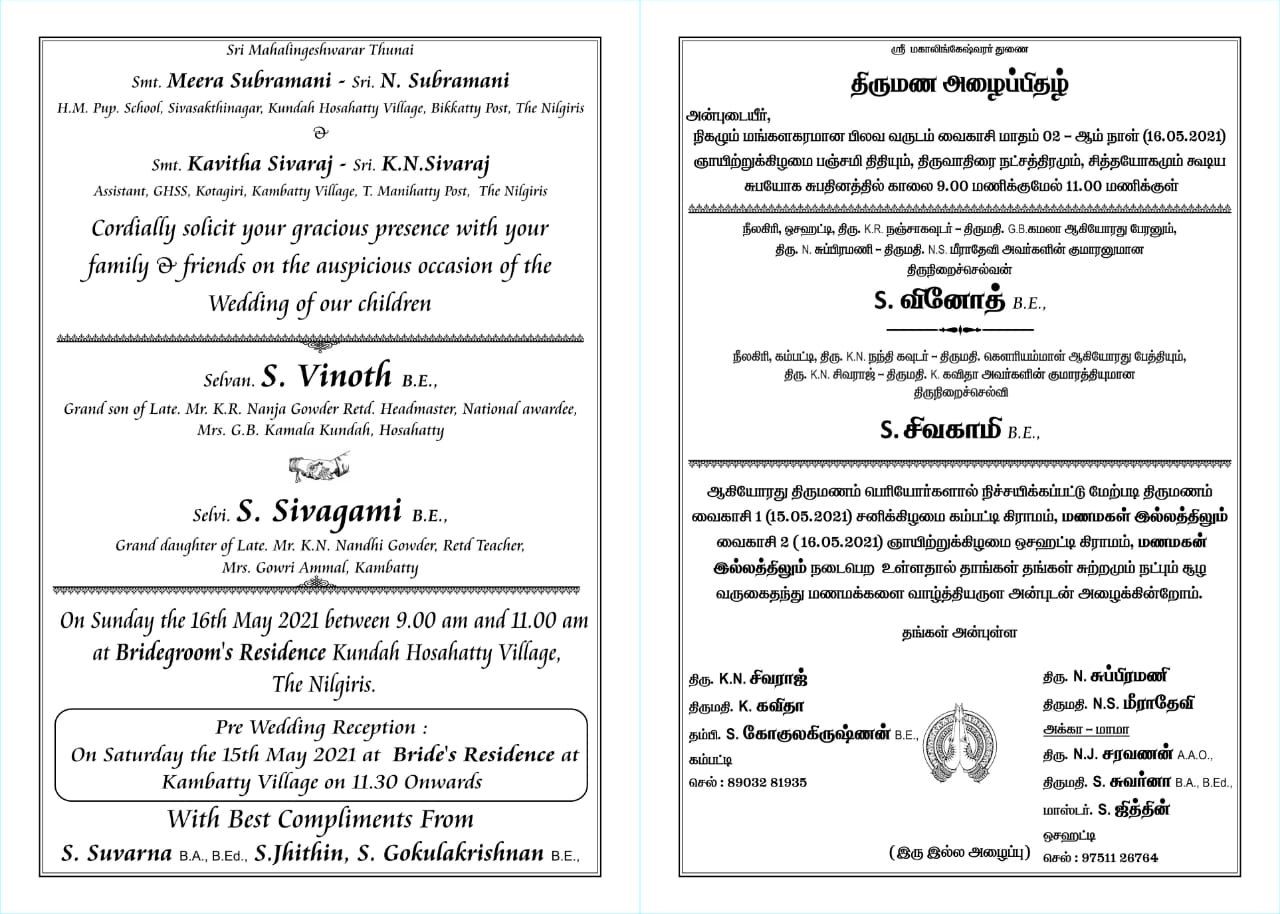 Sri Mahalingeshwarar Thunai
Smt. Meera Subramani - Sri. N. Subramani
H.M. Pup. School, Sivasakthinagar, Kundah Hosahatty Village, Bikkatty Post, The Nilgiris
&
Smt. Kavitha Sivaraj - Sri. K.N.Sivaraj
Assistant, GHSS, Kotagiri, Kambatty Village, T. Manihatty Post, The Nilgiris
Cordially solicit your gracious presence with your
family & friends on the auspicious occasion of the
Wedding of our children
Selvan. S. Vinoth B.E.,
Grand son of Late. Mr. K.R. Nanja Gowder Retd. Headmaster, National awardee,
Mrs. G.B. Kamala Kundah, Hosahatty
Selvi. S. Sivagami B.E.,
Grand daughter of Late. Mr. K.N. Nandhi Gowder, Retd Teacher,
Mrs. Gowri Ammal, Kambatty
On Sunday the 16th May 2021 between 9.00 am and 11.00 am
at Bridegroom's Residence Kundah Hosahatty Village,
The Nilgiris.
Pre Wedding Reception :
On Saturday the 15th May 2021 at Bride's Residence at
Kambatty Village on 11.30 Onwards
With Best Compliments From
S. Suvarna B.A., B.Ed., S.Jhithin, S. Gokulakrishnan B.E.,
ஸ்ரீ மகாலிங்கேஷ்வரர் துணை
திருமண அழைப்பிதழ்
அன்புடையீர்,
நிகழும் மங்களகரமான பிலவ வருடம் வைகாசி மாதம் 02 – ஆம் நாள் (16.05.2021)
ஞாயிற்றுக்கிழமை பஞ்சமி திதியும், திருவாதிரை நட்சத்திரமும், சித்தயோகமும் கூடிய
சுபயோக சுபதினத்தில் காலை 9.00 மணிக்குமேல் 11.00 மணிக்குள்
நீலகிரி, ஒசஹட்டி, திரு. K.R. நஞ்சாகவுடர் – திருமதி. G.B.கமலா ஆகியோரது பேரனும்,
திரு. N. சுப்பிரமணி – திருமதி. N.S. மீராதேவி அவர்களின் குமாரனுமான
திருநிறைச்செல்வன்
S. வினோத் B.E.,
நீலகிரி, கம்பட்டி, திரு. K.N. நந்தி கவுடர் – திருமதி. கௌரியம்மாள் ஆகியோரது பேத்தியும்,
திரு. K.N. சிவராஜ் – திருமதி. K. கவிதா அவர்களின் குமாரத்தியுமான
திருநிறைச்செல்வி
S. சிவகாமி B.E.,
ஆகியோரது திருமணம் பெரியோர்களால் நிச்சயிக்கப்பட்டு மேற்படி திருமணம்
வைகாசி 1 (15.05.2021) சனிக்கிழமை கம்பட்டி கிராமம், மணமகள் இல்லத்திலும்
வைகாசி 2 ( 16.05.2021) ஞாயிற்றுக்கிழமை ஒசஹட்டி கிராமம், மணமகன்
இல்லத்திலும் நடைபெற உள்ளதால் தாங்கள் தங்கள் சுற்றமும் நட்பும் சூழ
வருகைதந்து மணமக்களை வாழ்த்தியருள அன்புடன் அழைக்கின்றோம்.
தங்கள் அன்புள்ள
திரு. K.N. சிவராஜ்
திருமதி. K. கவிதா
தம்பி. S. கோகுலகிருஷ்ணன் B.E.,
கம்பட்டி
செல் : 89032 81935
திரு. N. சுப்பிரமணி
திருமதி. N.S. மீராதேவி
அக்கா – மாமா
திரு. N.J. சரவணன் A.A.O.,
திருமதி. S. சுவர்னா B.A., B.Ed.,
மாஸ்டர். S. ஜித்தின்
ஒசஹட்டி
செல் : 97511 26764
( இரு இல்ல அழைப்பு )